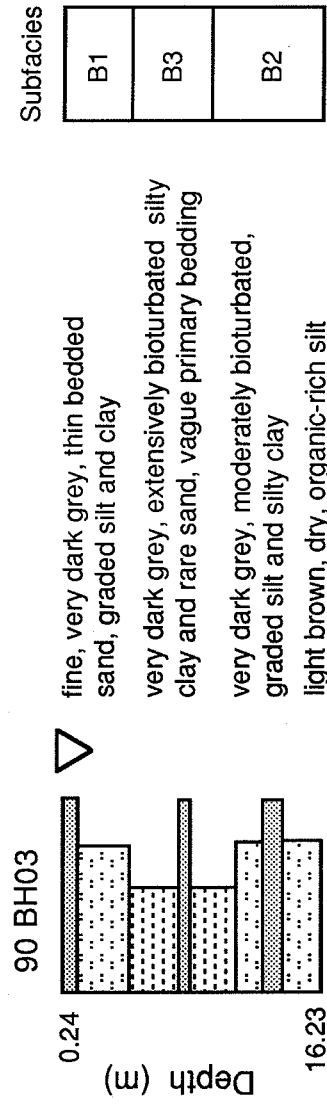 90 BH03
Subfacies
0.24
Depth (m)
16.23
fine, very dark grey, thin bedded
sand, graded silt and clay
B1
very dark grey, extensively bioturbated silty
clay and rare sand, vague primary bedding
B3
very dark grey, moderately bioturbated,
graded silt and silty clay
B2
light brown, dry, organic-rich silt